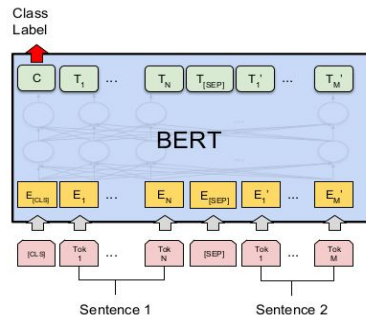 Class
Label
C T1 ... TN T[SEP] T1' ... TM'
BERT
E[CLS] E1 ... EN E[SEP] E1' ... EM'
[CLS] Tok 1 ... Tok N [SEP] Tok 1 ... Tok M
Sentence 1 Sentence 2